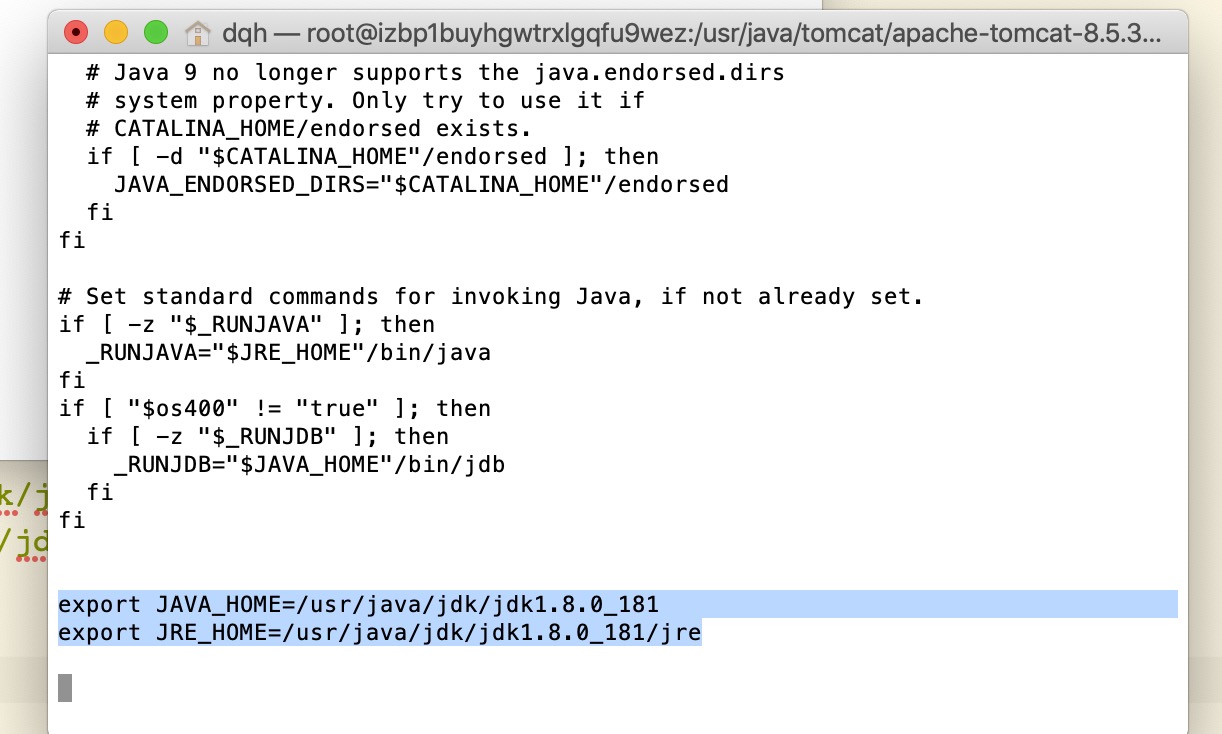 dqh — root@izbp1buyhgwtrxlgqfu9wez:/usr/java/tomcat/apache-tomcat-8.5.3...
# Java 9 no longer supports the java.endorsed.dirs
# system property. Only try to use it if
# CATALINA_HOME/endorsed exists.
if [ -d "$CATALINA_HOME"/endorsed ]; then
JAVA_ENDORSED_DIRS="$CATALINA_HOME"/endorsed
fi
fi
# Set standard commands for invoking Java, if not already set.
if [ -z "$_RUNJAVA" ]; then
_RUNJAVA="$JRE_HOME"/bin/java
fi
if [ "$os400" != "true" ]; then
if [ -z "$_RUNJDB" ]; then
_RUNJDB="$JAVA_HOME"/bin/jdb
fi
fi
k/j
/jd
export JAVA_HOME=/usr/java/jdk/jdk1.8.0_181
export JRE_HOME=/usr/java/jdk/jdk1.8.0_181/jre